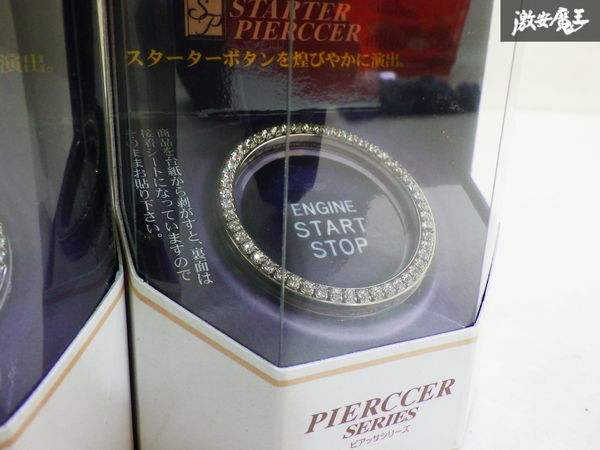 激安魔王
STARTER
PIERCCER
演出。
スターターボタンを煌びやかに演出。
商品を台紙から剥がすと、裏面は
接着シートになっていますので
そのままお貼り下さい。
ENGINE
START
STOP
PIERCCER
SERIES
ピアッサシリーズ